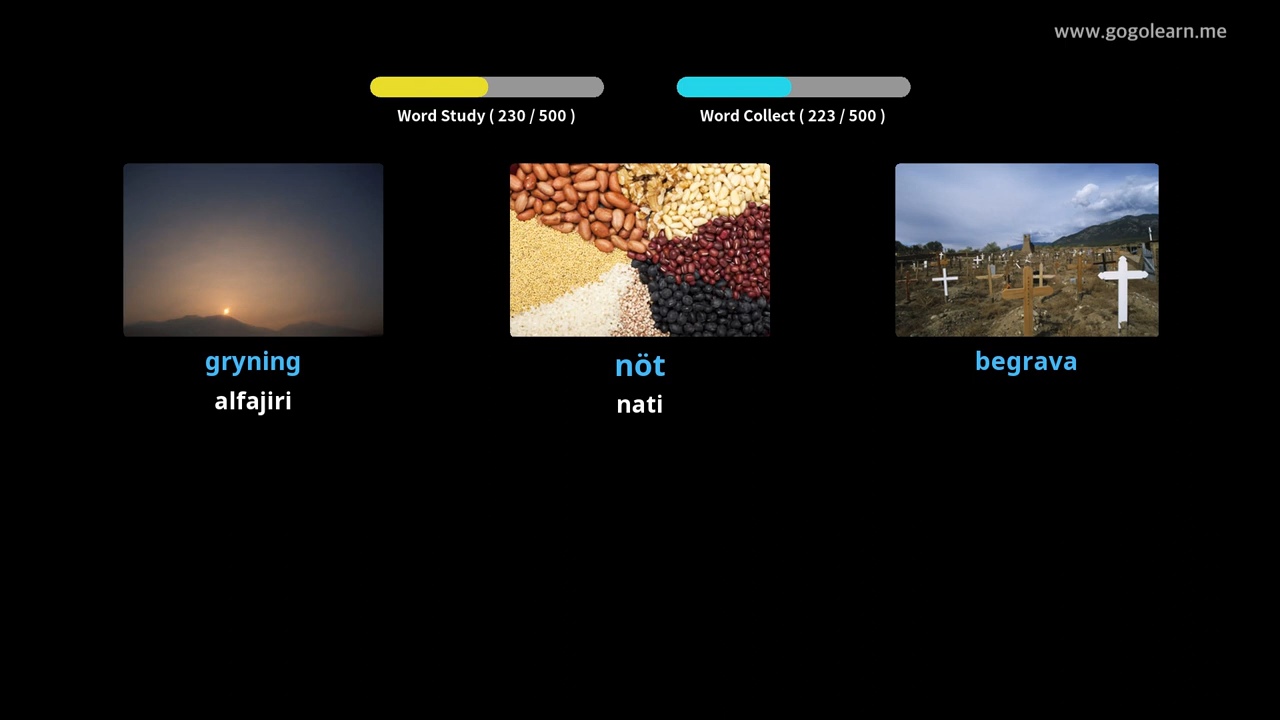 www.gogolearn.me
Word Study ( 230 / 500 )
Word Collect ( 223 / 500 )
gryning
alfajiri
nöt
nati
begrava